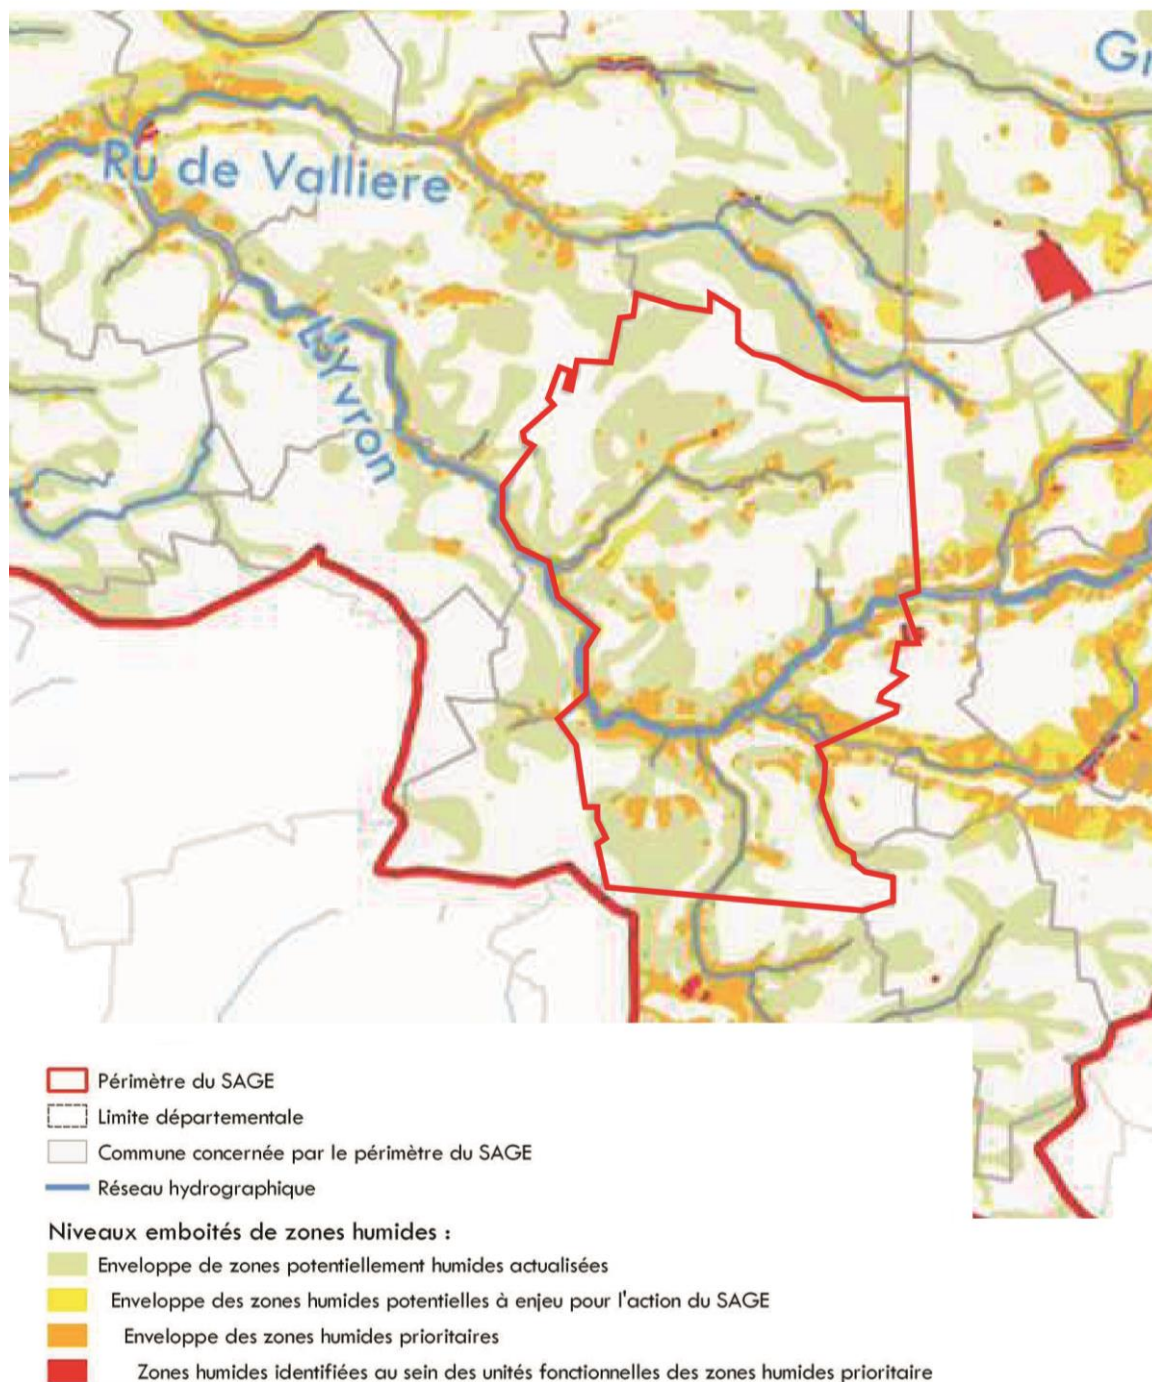 Gr
Ru de Valliere
L'Yvron
Périmètre du SAGE
Limite départementale
Commune concernée par le périmètre du SAGE
Réseau hydrographique
Niveaux emboités de zones humides :
Enveloppe de zones potentiellement humides actualisées
Enveloppe des zones humides potentielles à enjeu pour l'action du SAGE
Enveloppe des zones humides prioritaires
Zones humides identifiées au sein des unités fonctionnelles des zones humides prioritaire